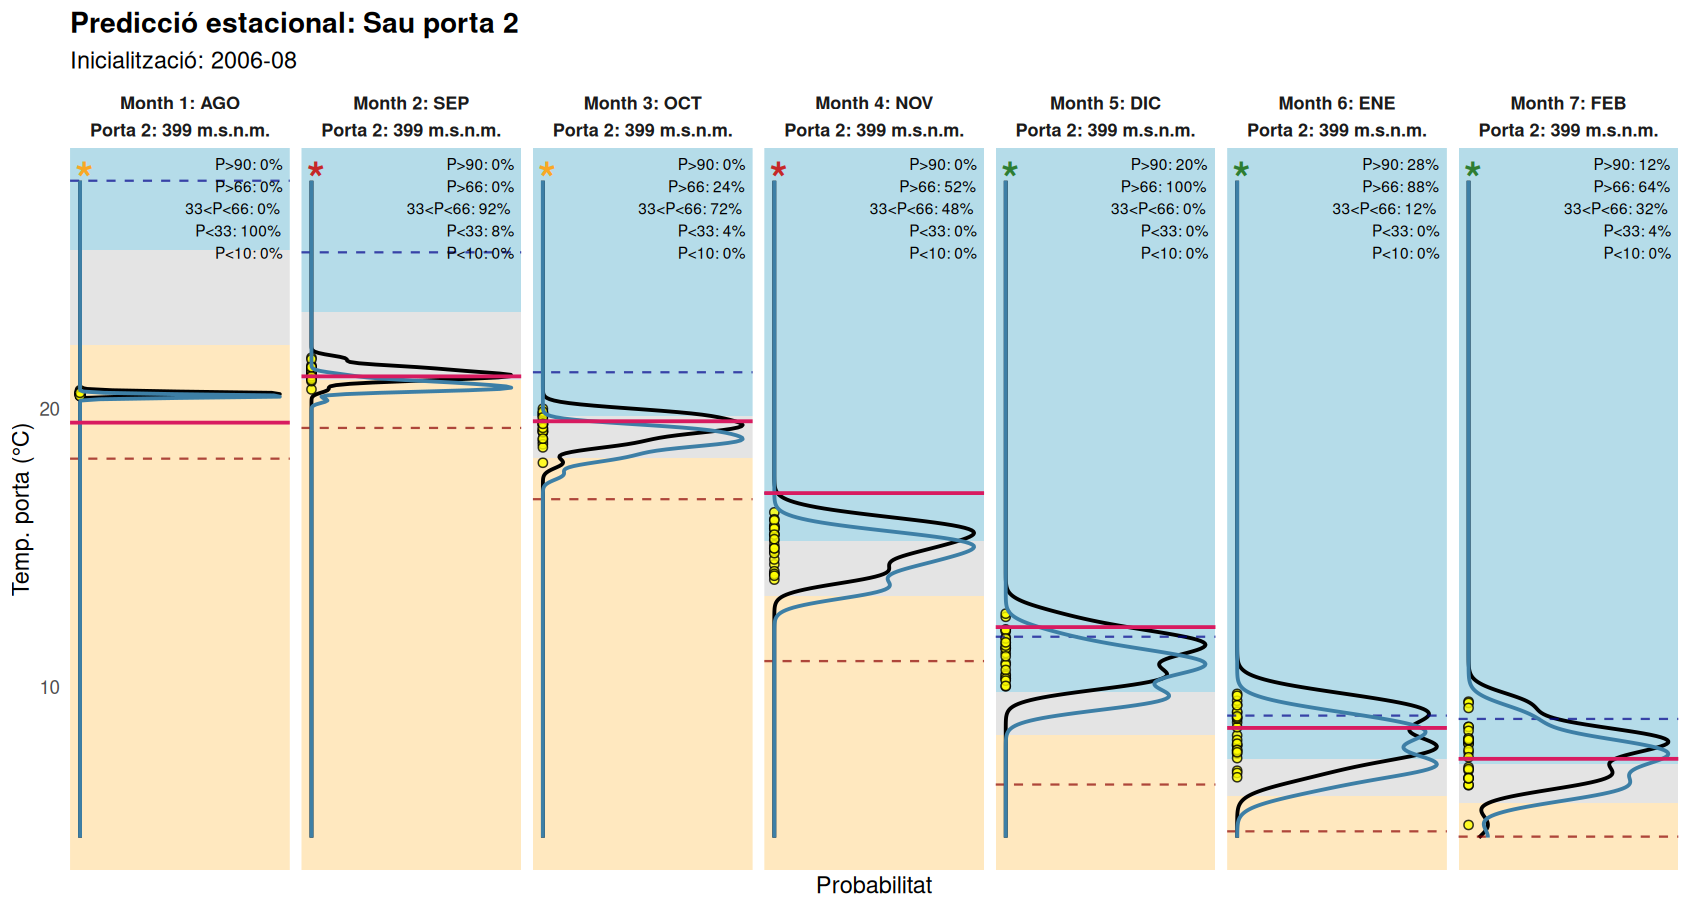 Predicció estacional: Sau porta 2
Inicialització: 2006-08
Month 1: AGO
Porta 2: 399 m.s.n.m.
Month 2: SEP
Porta 2: 399 m.s.n.m.
Month 3: OCT
Porta 2: 399 m.s.n.m.
Month 4: NOV
Porta 2: 399 m.s.n.m.
Month 5: DIC
Porta 2: 399 m.s.n.m.
Month 6: ENE
Porta 2: 399 m.s.n.m.
Month 7: FEB
Porta 2: 399 m.s.n.m.
*
P>90: 0%
P>66: 0%
33<P<66: 0%
P<33: 100%
P<10: 0%
*
P>90: 0%
P>66: 0%
33<P<66: 92%
P<33: 8%
P<10: 0%
*
P>90: 0%
P>66: 24%
33<P<66: 72%
P<33: 4%
P<10: 0%
*
P>90: 0%
P>66: 52%
33<P<66: 48%
P<33: 0%
P<10: 0%
*
P>90: 20%
P>66: 100%
33<P<66: 0%
P<33: 0%
P<10: 0%
*
P>90: 28%
P>66: 88%
33<P<66: 12%
P<33: 0%
P<10: 0%
*
P>90: 12%
P>66: 64%
33<P<66: 32%
P<33: 4%
P<10: 0%
20
10
Temp. porta (°C)
Probabilitat